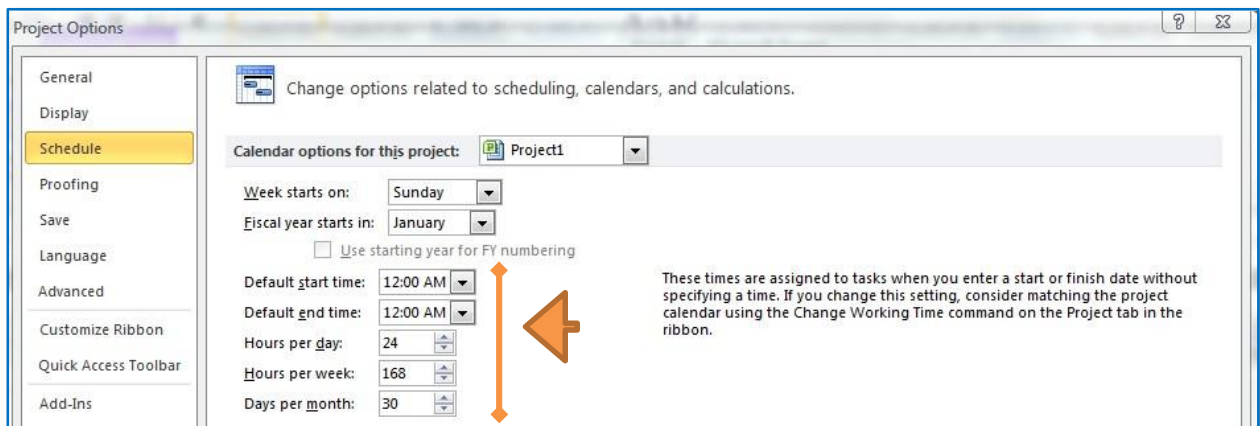 Project Options
General
Display
Schedule
Proofing
Save
Language
Advanced
Customize Ribbon
Quick Access Toolbar
Add-Ins
Change options related to scheduling, calendars, and calculations.
Calendar options for this project: Project1
Week starts on: Sunday
Fiscal year starts in: January
Use starting year for FY numbering
Default start time: 12:00 AM
Default end time: 12:00 AM
Hours per day: 24
Hours per week: 168
Days per month: 30
These times are assigned to tasks when you enter a start or finish date without
specifying a time. If you change this setting, consider matching the project
calendar using the Change Working Time command on the Project tab in the
ribbon.